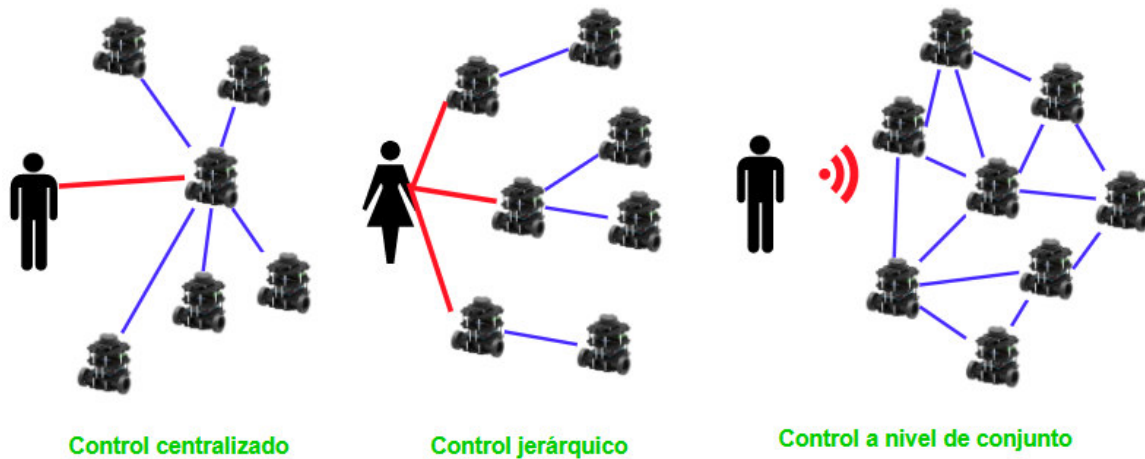 Control centralizado
Control jerárquico
Control a nivel de conjunto